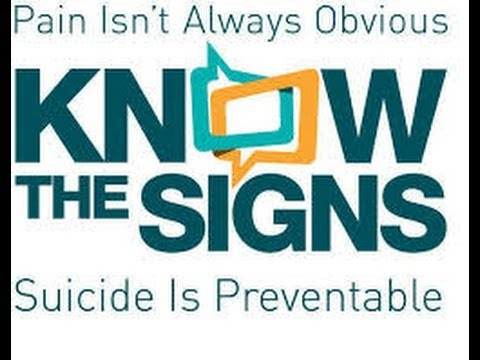 Pain Isn't Always Obvious
KNOW
THE SIGNS
Suicide Is Preventable